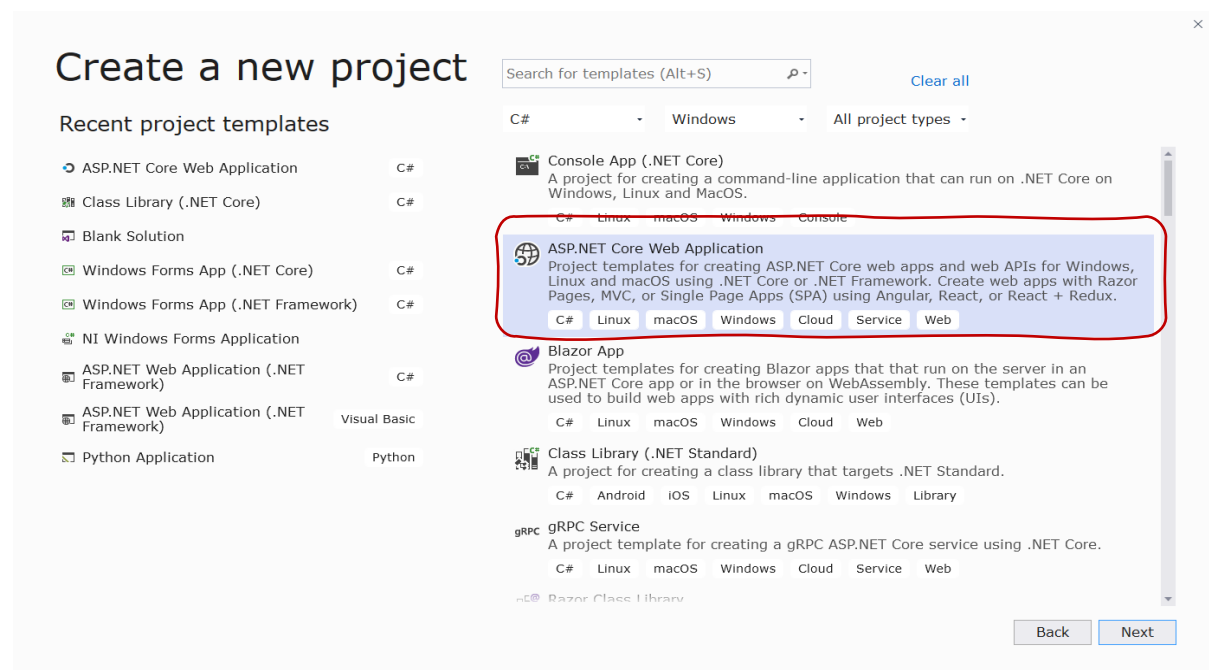 Create a new project
Search for templates (Alt+S)
Clear all
C#
Windows
All project types
Recent project templates
ASP.NET Core Web Application
C#
Class Library (.NET Core)
C#
Blank Solution
Windows Forms App (.NET Core)
C#
Windows Forms App (.NET Framework)
C#
NI Windows Forms Application
ASP.NET Web Application (.NET
Framework)
C#
ASP.NET Web Application (.NET
Framework)
Visual Basic
Python Application
Python
Console App (.NET Core)
A project for creating a command-line application that can run on .NET Core on
Windows, Linux and MacOS.
C# Linux macOS Windows Console
ASP.NET Core Web Application
Project templates for creating ASP.NET Core web apps and web APIs for Windows,
Linux and macOS using .NET Core or .NET Framework. Create web apps with Razor
Pages, MVC, or Single Page Apps (SPA) using Angular, React, or React + Redux.
C# Linux macOS Windows Cloud Service Web
Blazor App
Project templates for creating Blazor apps that that run on the server in an
ASP.NET Core app or in the browser on WebAssembly. These templates can be
used to build web apps with rich dynamic user interfaces (UIs).
C# Linux macOS Windows Cloud Web
Class Library (.NET Standard)
A project for creating a class library that targets .NET Standard.
C# Android iOS Linux macOS Windows Library
gRPC
gRPC Service
A project template for creating a gRPC ASP.NET Core service using .NET Core.
C# Linux macOS Windows Cloud Service Web
Razor Class Library
Back
Next